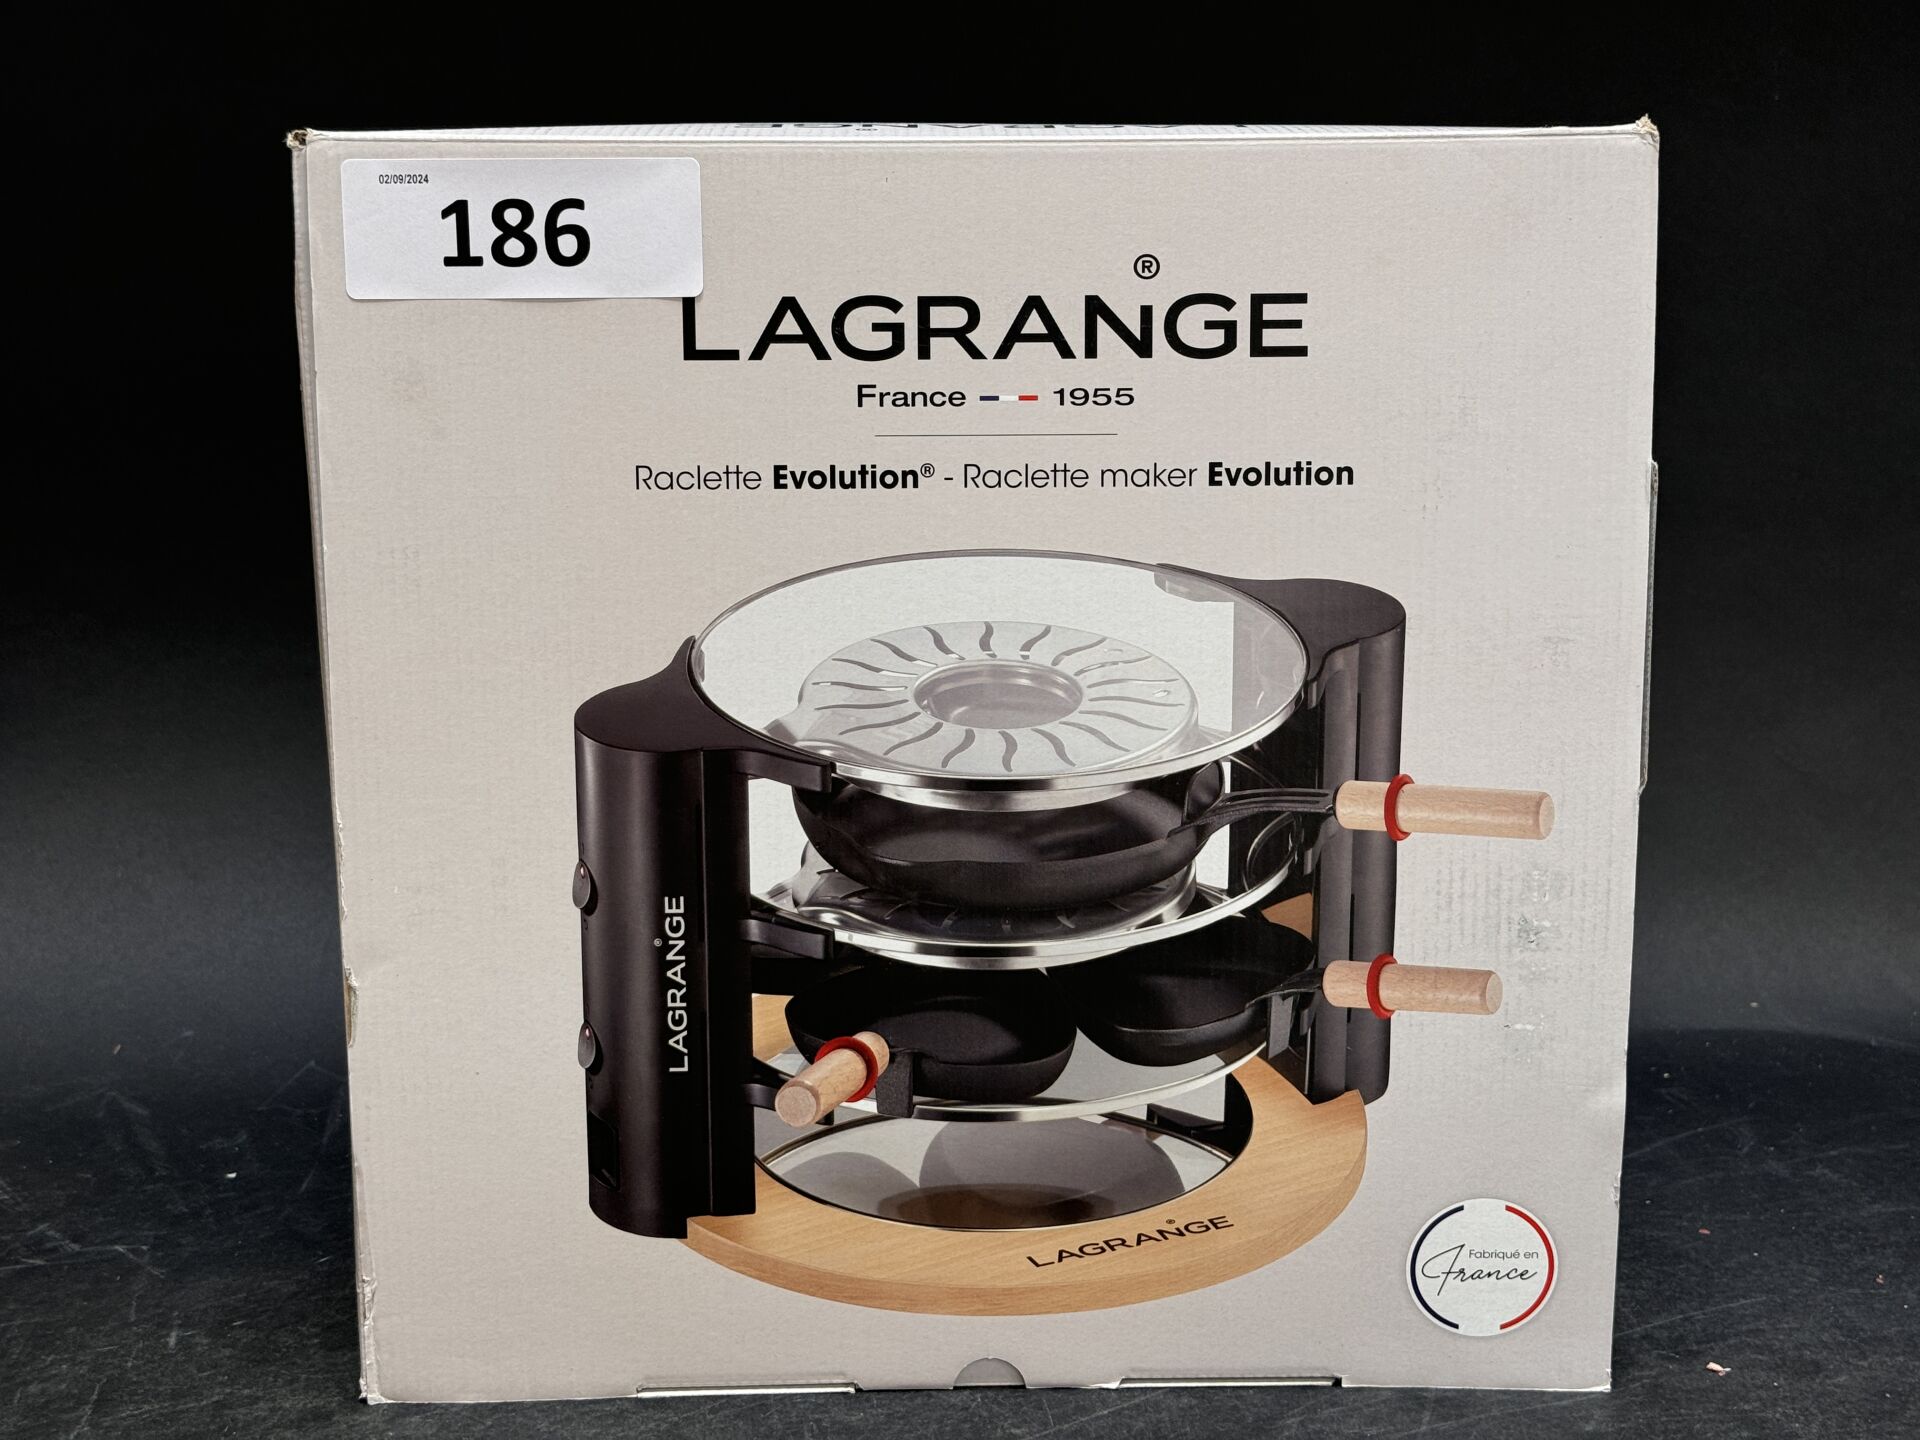 02/09/2024
186
LAGRANGE®
France 1955
Raclette Evolution® - Raclette maker Evolution
LAGRANGE®
LAGRANGE®
Fabriqué en
France